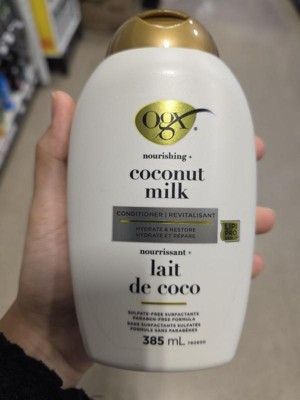 ogx®
nourishing +
coconut
milk
CONDITIONER | REVITALISANT
HYDRATE & RESTORE
HYDRATE ET RÉPARE
nourrissant +
lait
de coco
SULFATE-FREE SURFACTANTS
PARABEN-FREE FORMULA
SANS SURFACTANTS SULFATÉS
FORMULE SANS PARABÈNES
385 mL